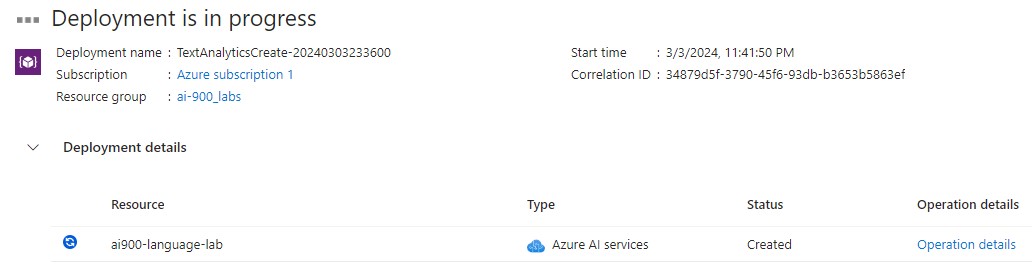 Deployment is in progress
Deployment name : TextAnalyticsCreate-20240303233600 Start time : 3/3/2024, 11:41:50 PM
Subscription : Azure subscription 1 Correlation ID : 34879d5f-3790-45f6-93db-b3653b5863ef
Resource group : ai-900_labs
Deployment details
Resource Type Status Operation details
ai900-language-lab Azure AI services Created Operation details